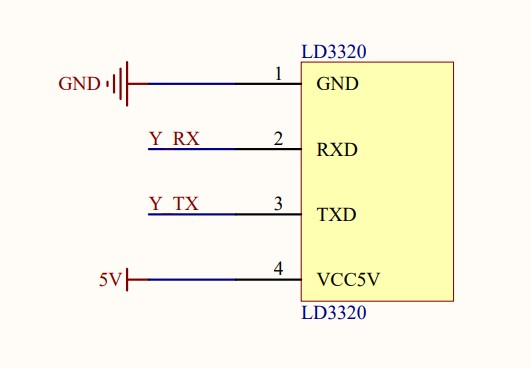 LD3320
GND 1 GND
Y_RX 2 RXD
Y_TX 3 TXD
5V 4 VCC5V
LD3320